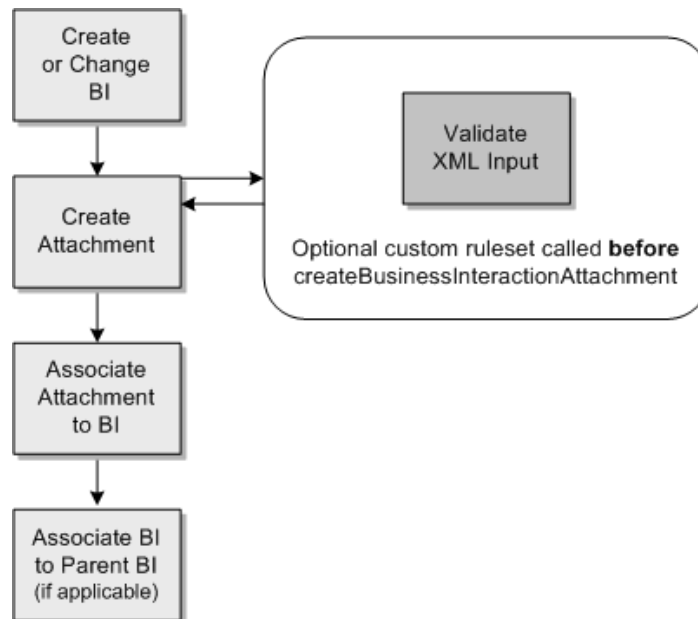 Create
or Change
BI
Create
Attachment
Associate
Attachment
to BI
Associate BI
to Parent BI
(if applicable)
Validate
XML Input
Optional custom ruleset called before
createBusinessInteractionAttachment